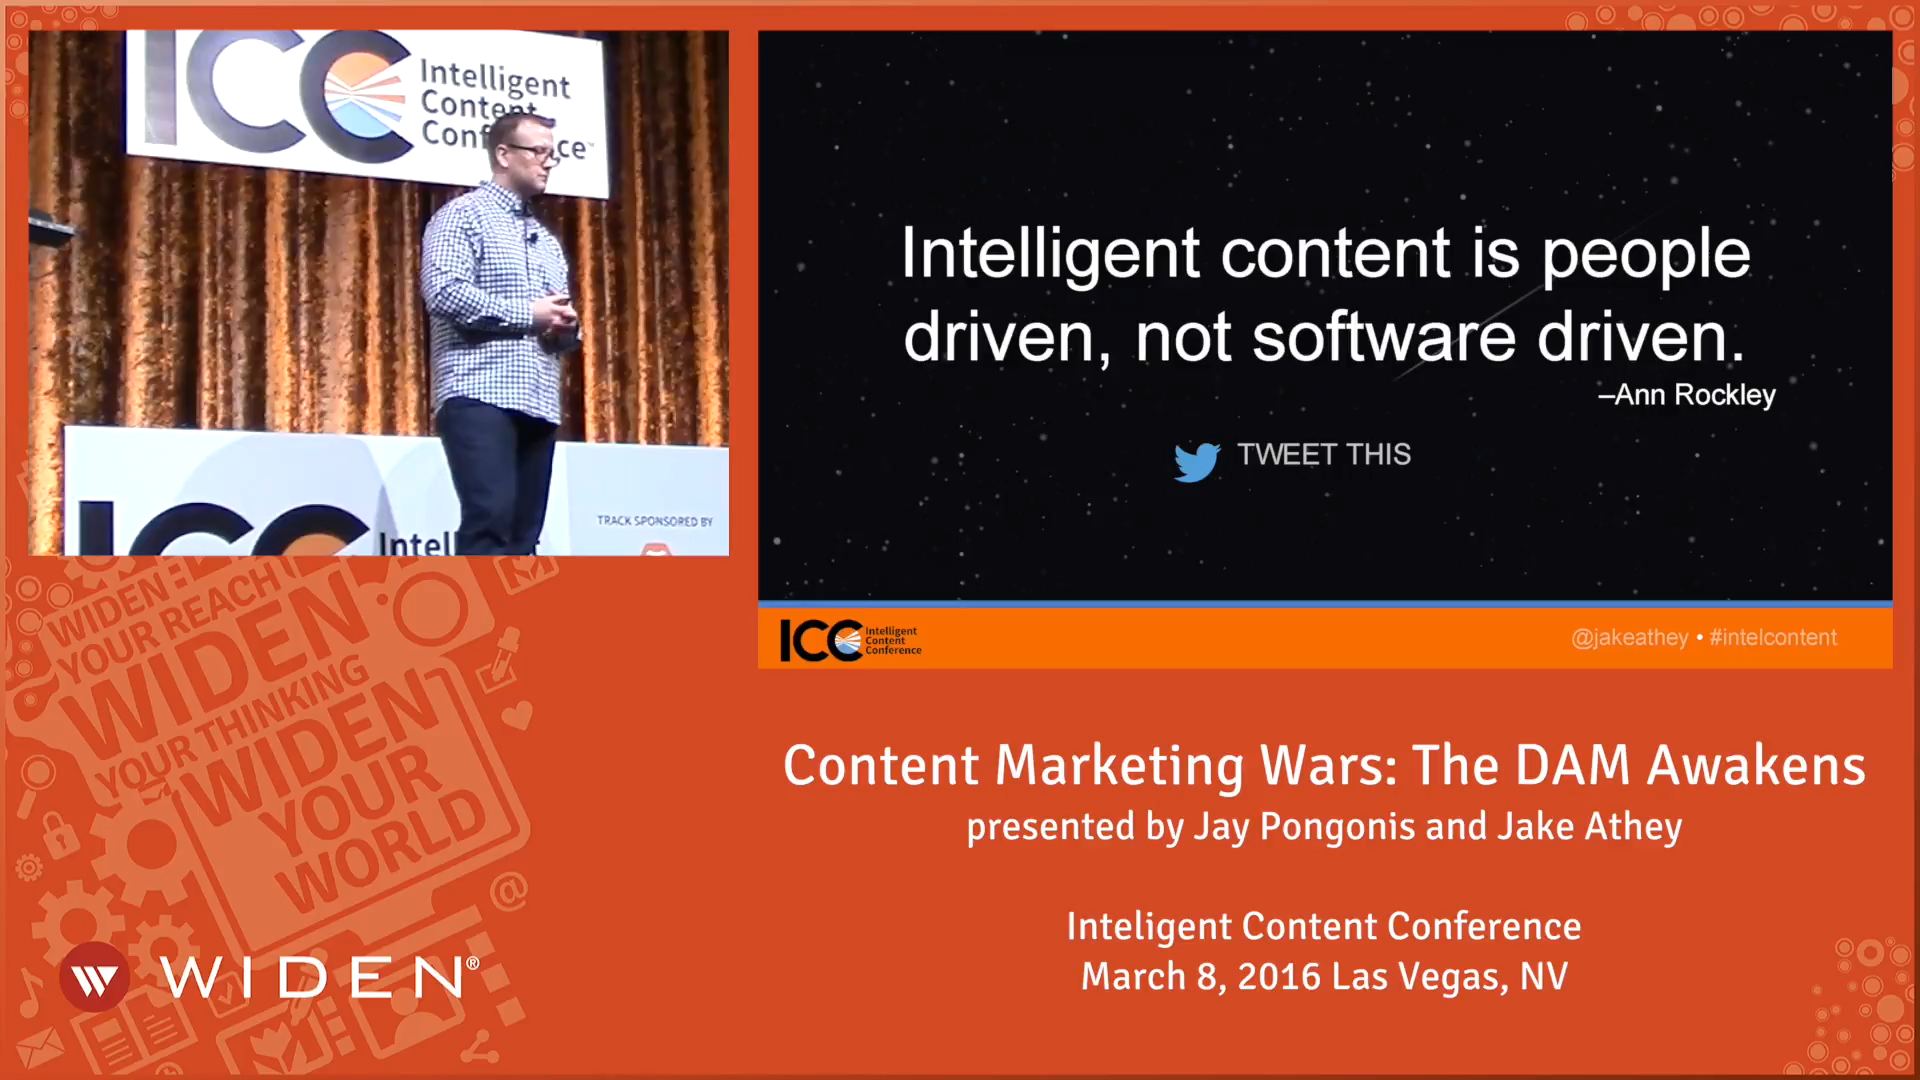 ICC
Intelligent
Content
Conf ce™
ICC
Intel
TRACK SPONSORED BY
Intelligent content is people
driven, not software driven.
–Ann Rockley
TWEET THIS
ICC Intelligent
Content
Conference
@jakeathey • #intelcontent
WIDEN
YOUR REACH
WIDEN
YOUR THINKING
WIDEN
YOUR
WORLD
Content Marketing Wars: The DAM Awakens
presented by Jay Pongonis and Jake Athey
Inteligent Content Conference
March 8, 2016 Las Vegas, NV
WIDEN®